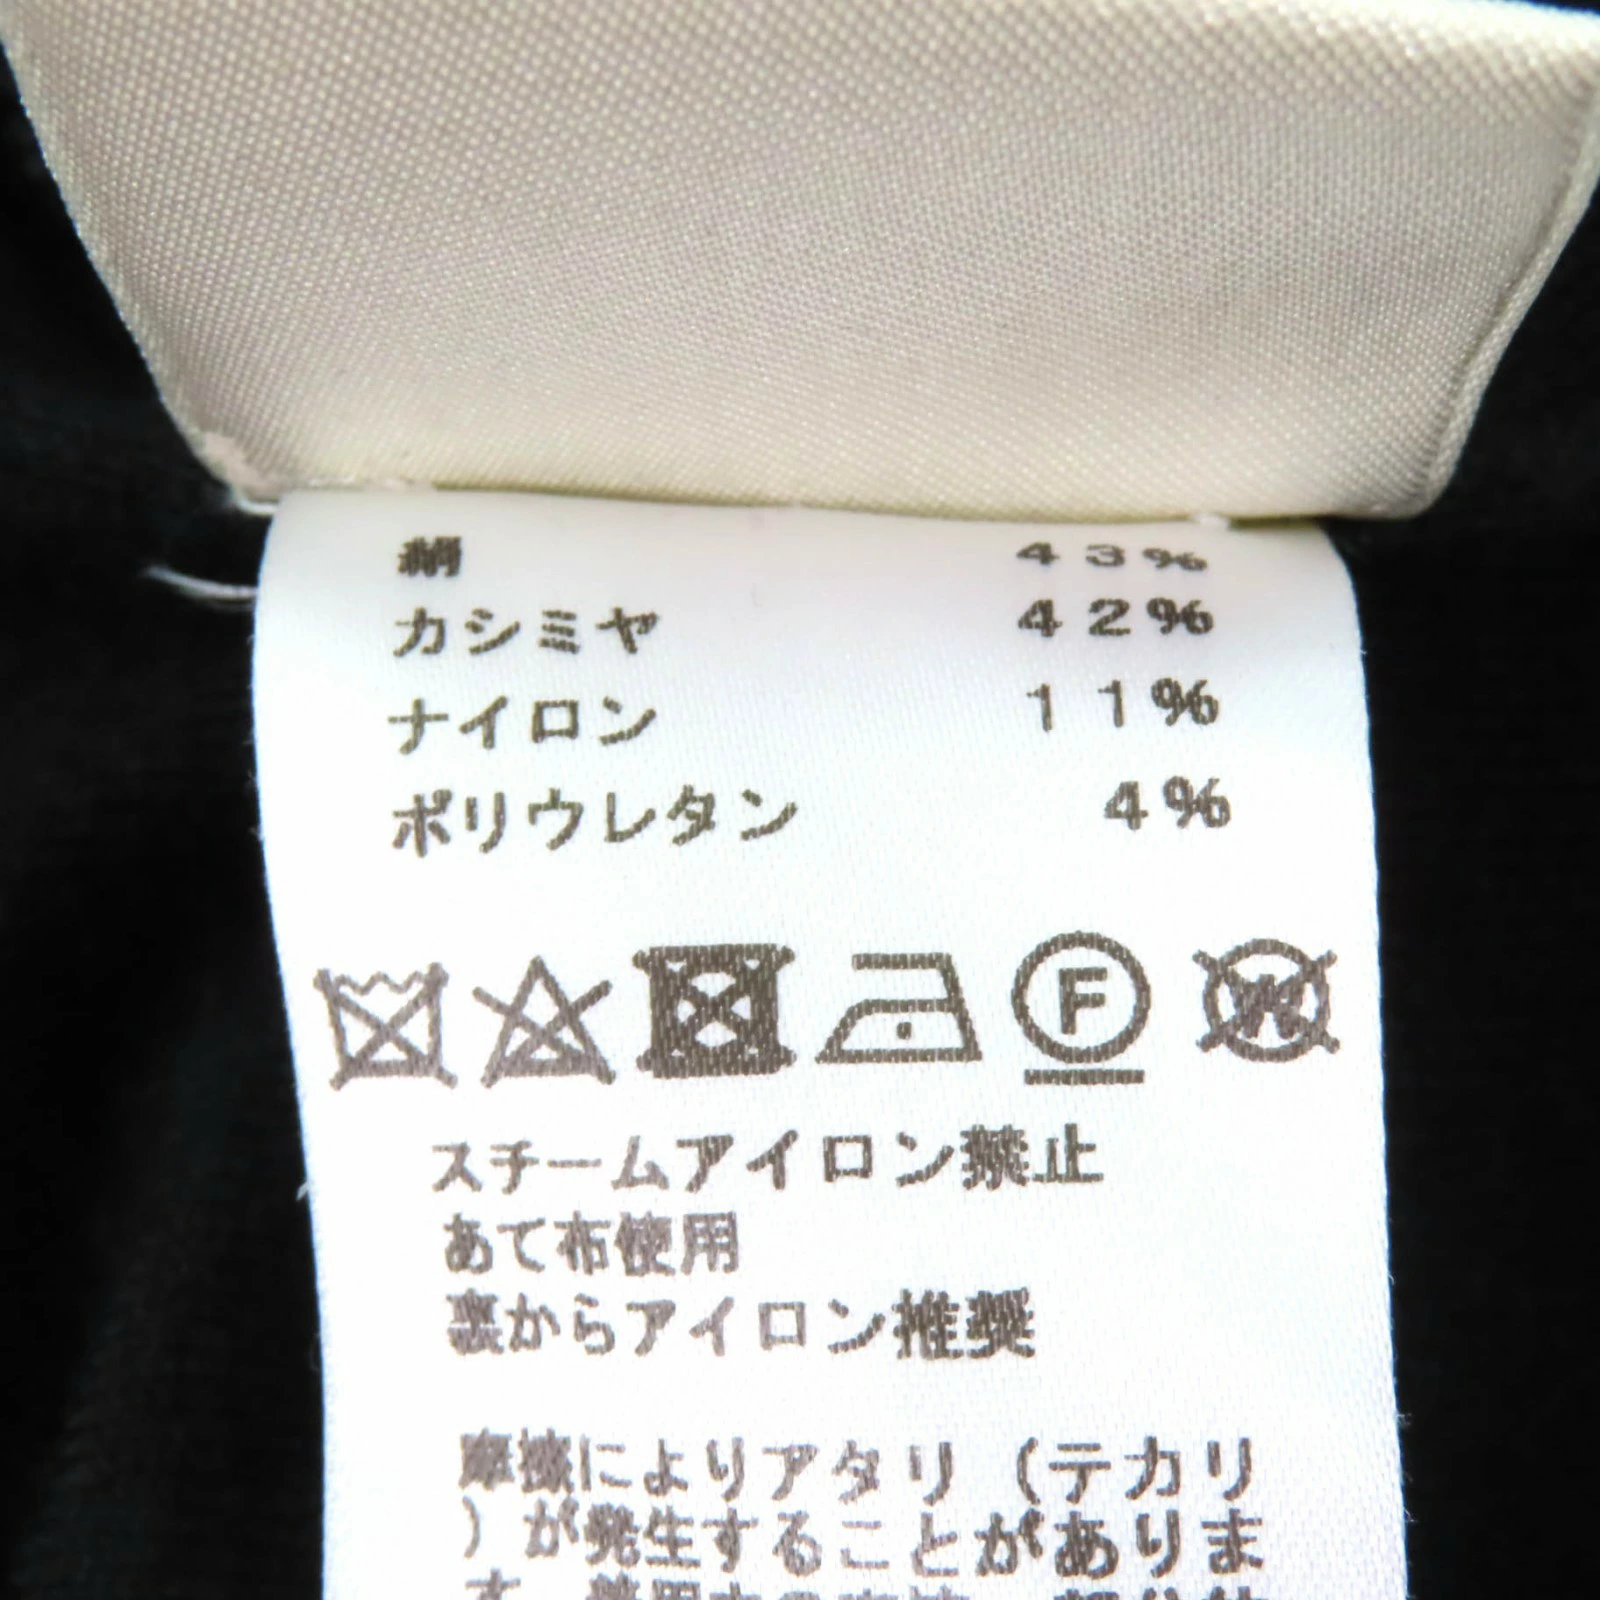 絹 43%
カシミヤ 42%
ナイロン 11%
ポリウレタン 4%
F W
スチームアイロン禁止
あて布使用
裏からアイロン推奨
摩擦によりアタリ(テカリ
)が発生することがありま
す。